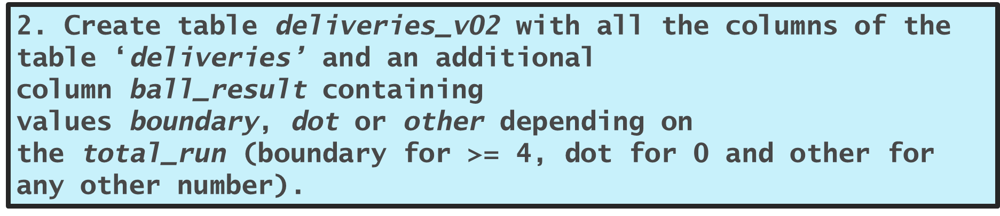 2. Create table deliveries_v02 with all the columns of the
table ‘deliveries’ and an additional
column ball_result containing
values boundary, dot or other depending on
the total_run (boundary for >= 4, dot for 0 and other for
any other number).